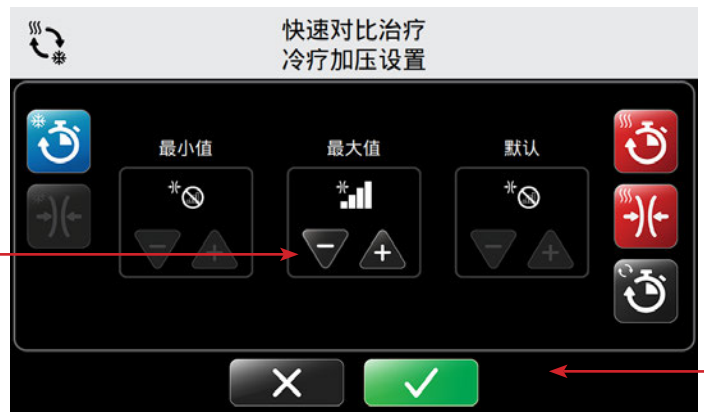 快速对比治疗
冷疗加压设置
最小值
最大值
默认